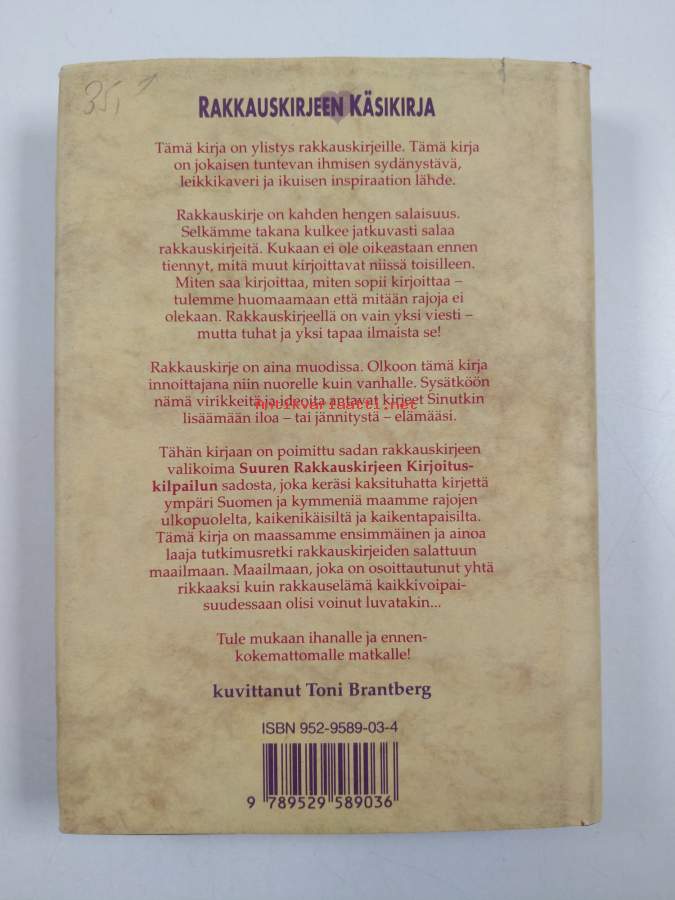 35,
RAKKAUSKIRJEEN KÄSIKIRJA
Tämä kirja on ylistys rakkauskirjeille. Tämä kirja
on jokaisen tuntevan ihmisen sydänystävä,
leikkikaveri ja ikuisen inspiraation lähde.
Rakkauskirje on kahden hengen salaisuus.
Selkämme takana kulkee jatkuvasti salaa
rakkauskirjeitä. Kukaan ei ole oikeastaan ennen
tiennyt, mitä muut kirjoittavat niissä toisilleen.
Miten saa kirjoittaa, miten sopii kirjoittaa –
tulemme huomaamaan että mitään rajoja ei
olekaan. Rakkauskirjeellä on vain yksi viesti –
mutta tuhat ja yksi tapaa ilmaista se!
Rakkauskirje on aina muodissa. Olkoon tämä kirja
innoittajana niin nuorelle kuin vanhalle. Sysätköön
nämä virikkeitä ja ideoita antavat kirjeet Sinutkin
antikvariaatti.net
lisäämään iloa – tai jännitystä – elämääsi.
Tähän kirjaan on poimittu sadan rakkauskirjeen
valikoima Suuren Rakkauskirjeen Kirjoitus-
kilpailun sadosta, joka keräsi kaksituhatta kirjettä
ympäri Suomen ja kymmeniä maamme rajojen
ulkopuolelta, kaikenikäisiltä ja kaikentapaisilta.
Tämä kirja on maassamme ensimmäinen ja ainoa
laaja tutkimusretki rakkauskirjeiden salattuun
maailmaan. Maailmaan, joka on osoittautunut yhtä
rikkaaksi kuin rakkauselämä kaikkivoipai-
suudessaan olisi voinut luvatakin...
Tule mukaan ihanalle ja ennen-
kokemattomalle matkalle!
kuvittanut Toni Brantberg
ISBN 952-9589-03-4
9 789529 589036